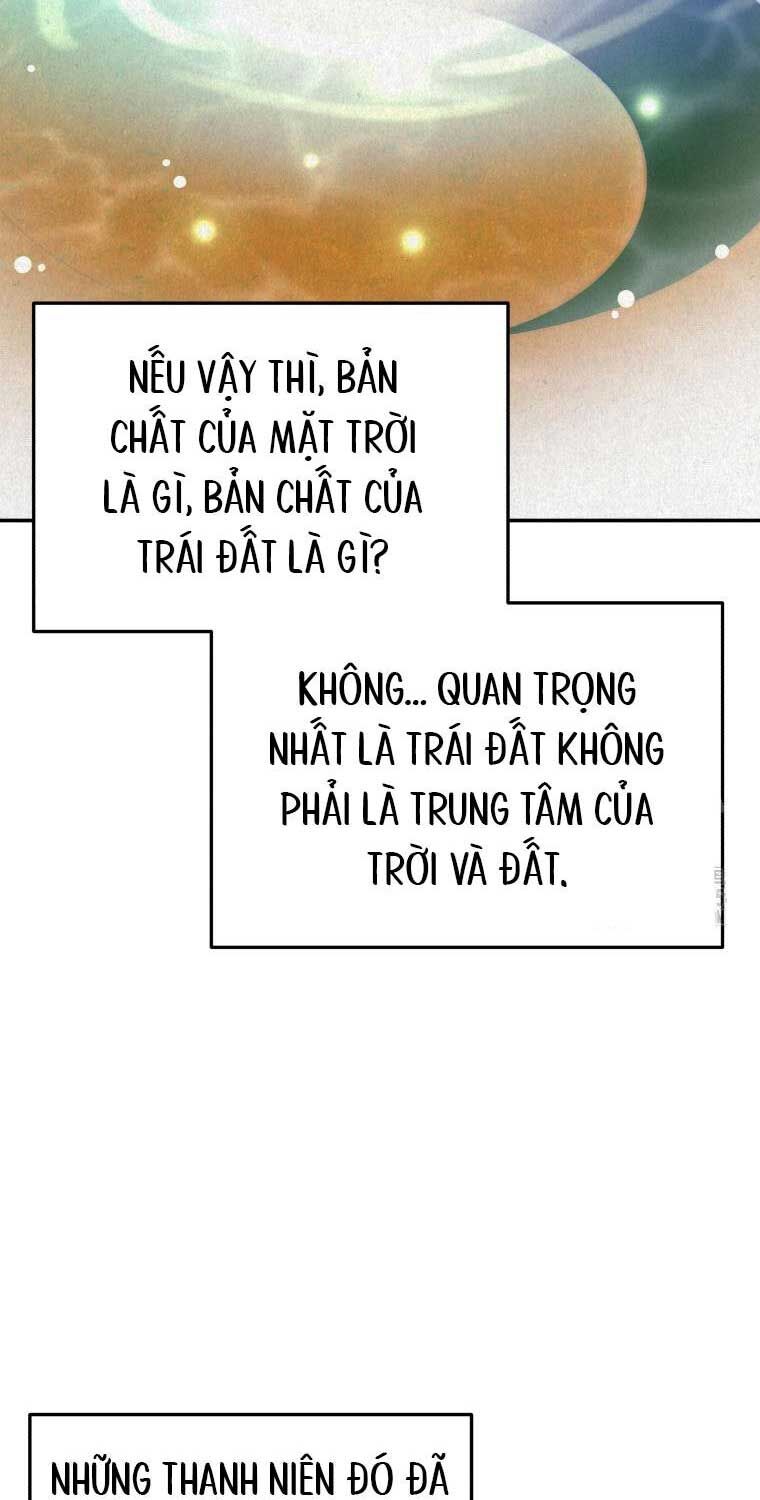 NẾU VẬY THÌ, BẢN
CHẤT CỦA MẶT TRỜI
LÀ GÌ, BẢN CHẤT CỦA
TRÁI ĐẤT LÀ GÌ?
KHÔNG... QUAN TRỌNG
NHẤT LÀ TRÁI ĐẤT KHÔNG
PHẢI LÀ TRUNG TÂM CỦA
TRỜI VÀ ĐẤT.
NHỮNG THANH NIÊN ĐÓ ĐÃ